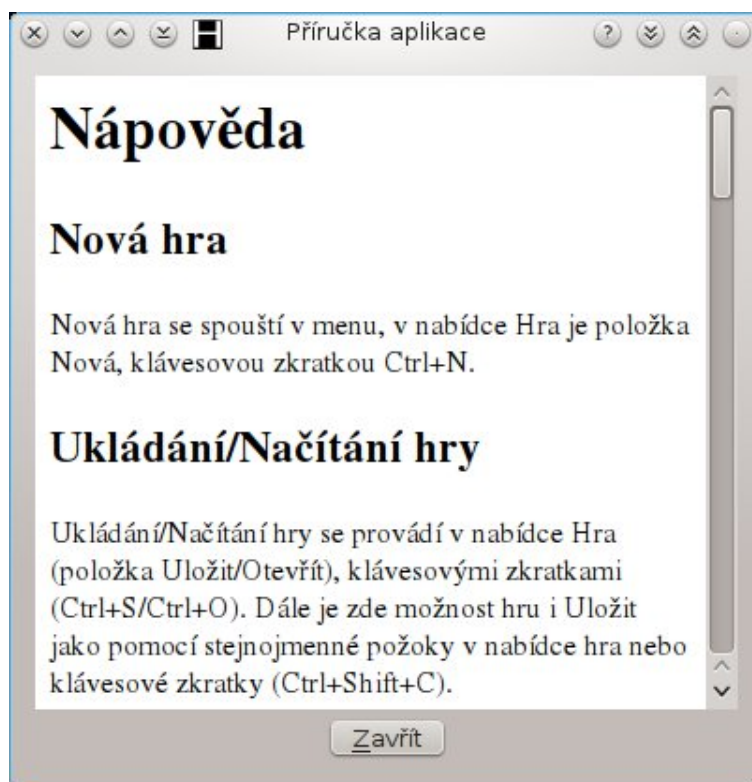 Příručka aplikace
Nápověda
Nová hra
Nová hra se spouští v menu, v nabídce Hra je položka
Nová, klávesovou zkratkou Ctrl+N.
Ukládání/Načítání hry
Ukládání/Načítání hry se provádí v nabídce Hra
(položka Uložit/Otevřít), klávesovými zkratkami
(Ctrl+S/Ctrl+O). Dále je zde možnost hru i Uložit
jako pomocí stejnojmenné požoky v nabídce hra nebo
klávesové zkratky (Ctrl+Shift+C).
Zavřít